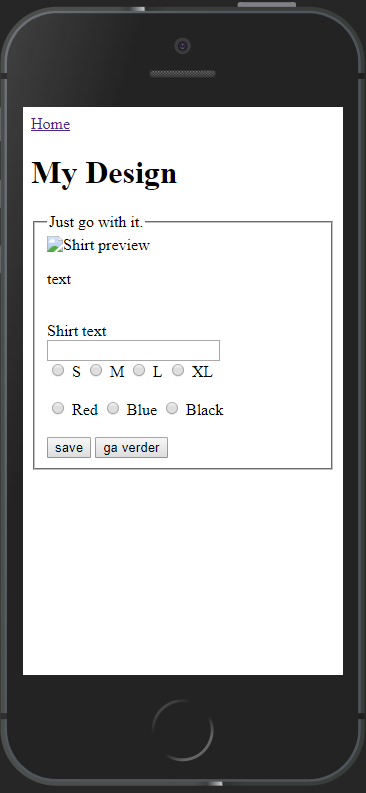 Home
My Design
Just go with it.
Shirt preview
text
Shirt text
S M L XL
Red Blue Black
save ga verder